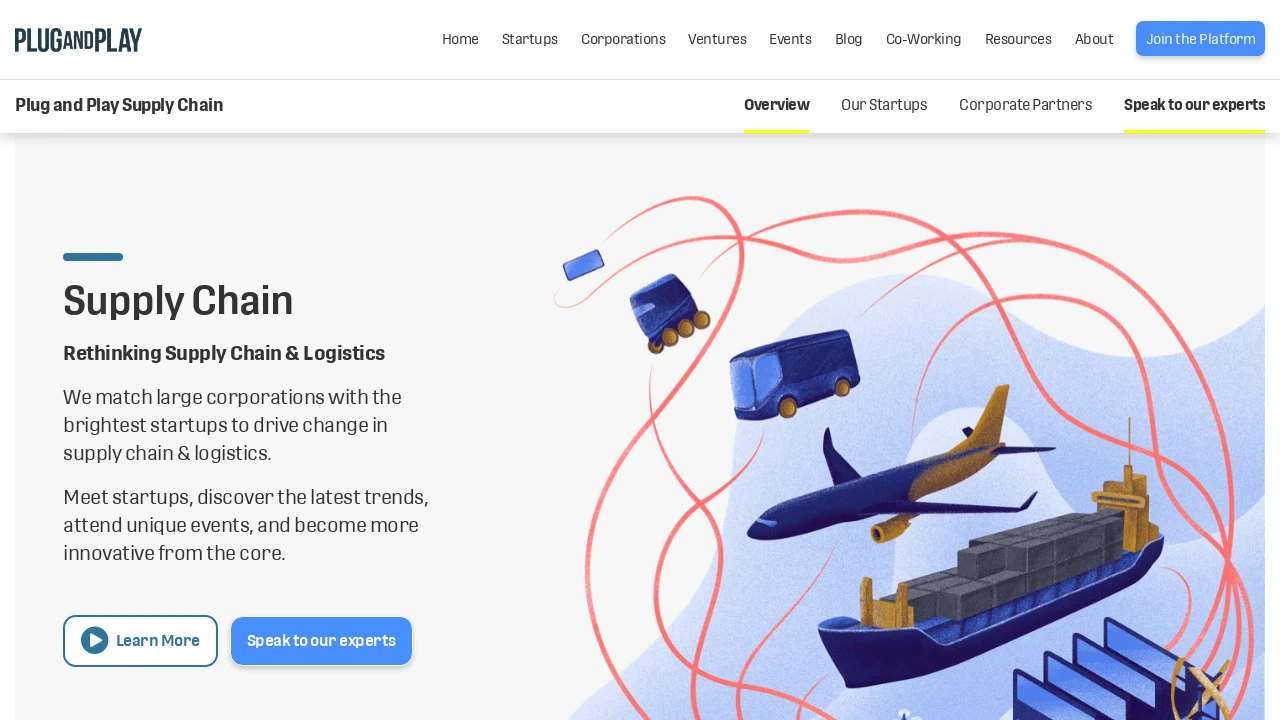 PLUGANDPLAY
Home
Startups
Corporations
Ventures
Events
Blog
Co-Working
Resources
About
Join the Platform
Plug and Play Supply Chain
Overview
Our Startups
Corporate Partners
Speak to our experts
Supply Chain
Rethinking Supply Chain & Logistics
We match large corporations with the
brightest startups to drive change in
supply chain & logistics.
Meet startups, discover the latest trends,
attend unique events, and become more
innovative from the core.
Learn More
Speak to our experts